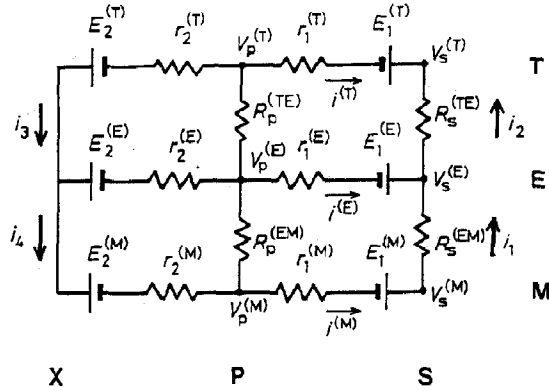 E₂⁽ᵀ⁾ r₂⁽ᵀ⁾ Vₚ⁽ᵀ⁾ r₁⁽ᵀ⁾ E₁⁽ᵀ⁾ Vₛ⁽ᵀ⁾ T
i⁽ᵀ⁾
i₃ Rₚ⁽ᵀᴱ⁾ Rₛ⁽ᵀᴱ⁾ i₂
E₂⁽ᴱ⁾ r₂⁽ᴱ⁾ Vₚ⁽ᴱ⁾ r₁⁽ᴱ⁾ E₁⁽ᴱ⁾ Vₛ⁽ᴱ⁾ E
i⁽ᴱ⁾
i₄ Rₚ⁽ᴱᴹ⁾ Rₛ⁽ᴱᴹ⁾ i₁
E₂⁽ᴹ⁾ r₂⁽ᴹ⁾ r₁⁽ᴹ⁾ E₁⁽ᴹ⁾
Vₚ⁽ᴹ⁾ i⁽ᴹ⁾ Vₛ⁽ᴹ⁾ M
X P S